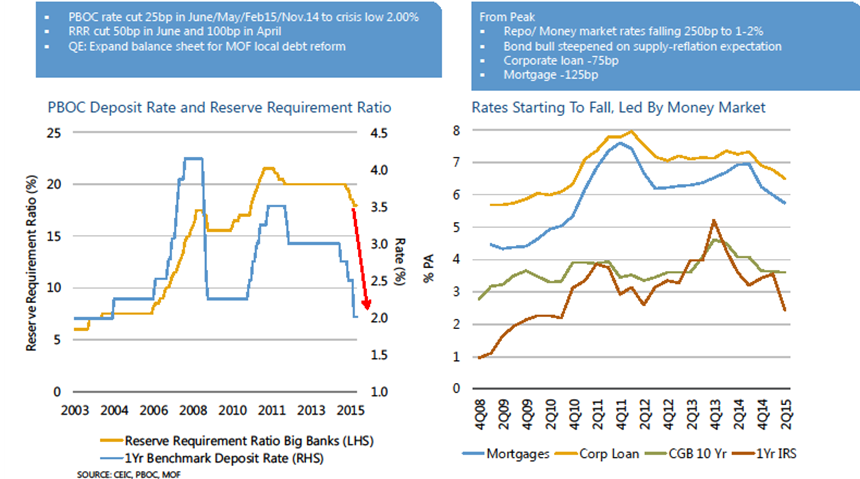 PBOC rate cut 25bp in June/May/Feb15/Nov.14 to crisis low 2.00%
RRR cut 50bp in June and 100bp in April
QE: Expand balance sheet for MOF local debt reform
From Peak
Repo/ Money market rates falling 250bp to 1-2%
Bond bull steepened on supply-reflation expectation
Corporate loan -75bp
Mortgage -125bp
PBOC Deposit Rate and Reserve Requirement Ratio
Reserve Requirement Ratio (%)
25
20
15
10
5
0
4.5
4.0
3.5
3.0
2.5
2.0
1.5
1.0
Rate (%)
2003 2004 2006 2008 2010 2011 2013 2015
Reserve Requirement Ratio Big Banks (LHS)
1Yr Benchmark Deposit Rate (RHS)
SOURCE: CEIC, PBOC, MOF
Rates Starting To Fall, Led By Money Market
% PA
8
7
6
5
4
3
2
1
0
4Q08 2Q09 4Q09 2Q10 4Q10 2Q11 4Q11 2Q12 4Q12 2Q13 4Q13 2Q14 4Q14 2Q15
Mortgages Corp Loan CGB 10 Yr 1Yr IRS